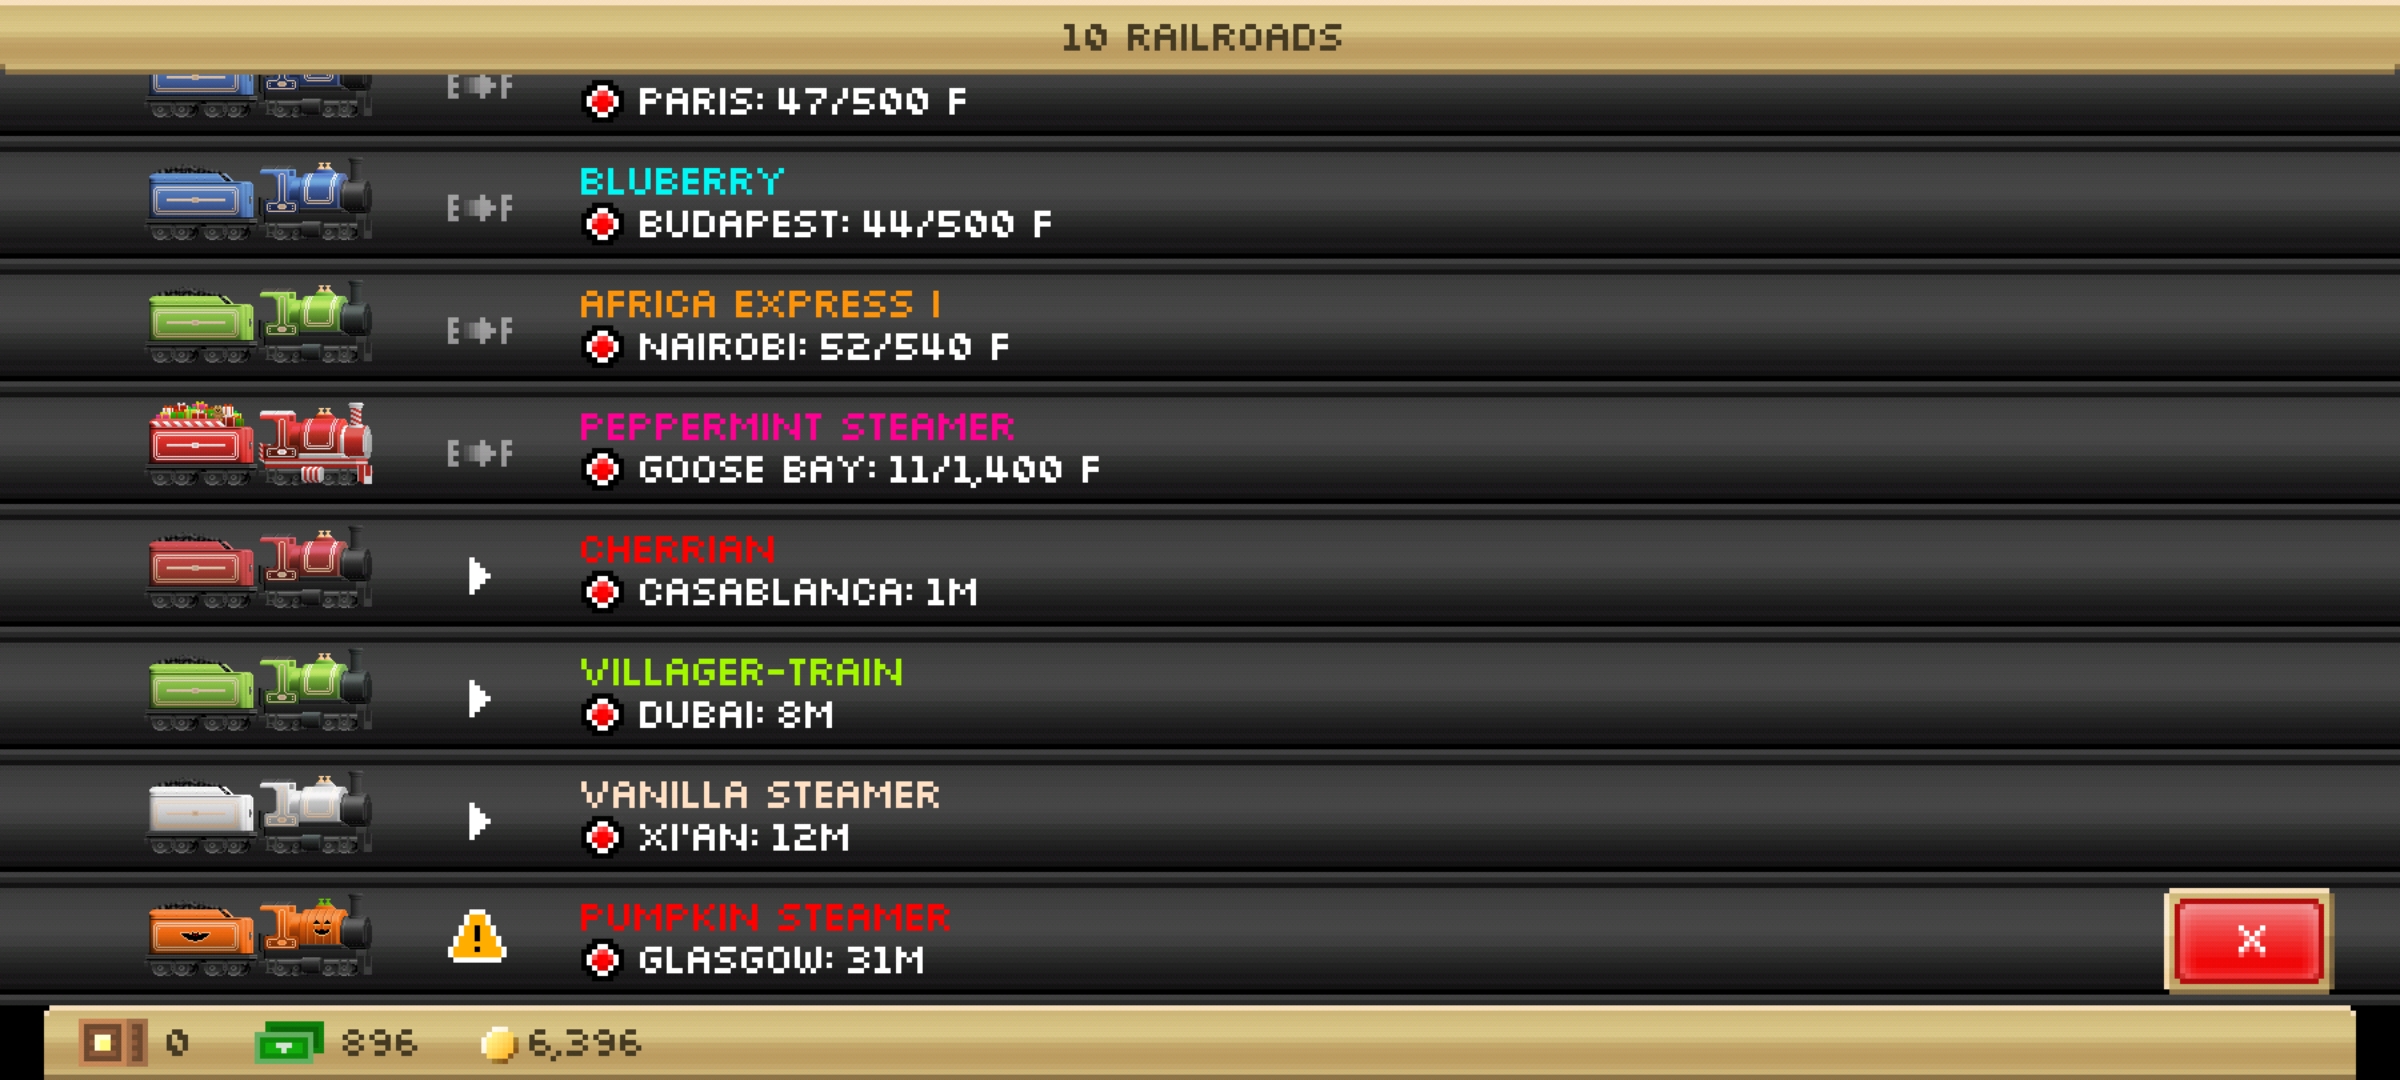 10 RAILROADS
E F
PARIS: 47/500 F
BLUBERRY
E F
BUDAPEST: 44/500 F
AFRICA EXPRESS I
E F
NAIROBI: 52/540 F
PEPPERMINT STEAMER
E F
GOOSE BAY: 11/1,400 F
CHERRIAN
CASABLANCA: 1M
VILLAGER-TRAIN
DUBAI: 8M
VANILLA STEAMER
XI'AN: 12M
PUMPKIN STEAMER
GLASGOW: 31M
X
0 896 6,396